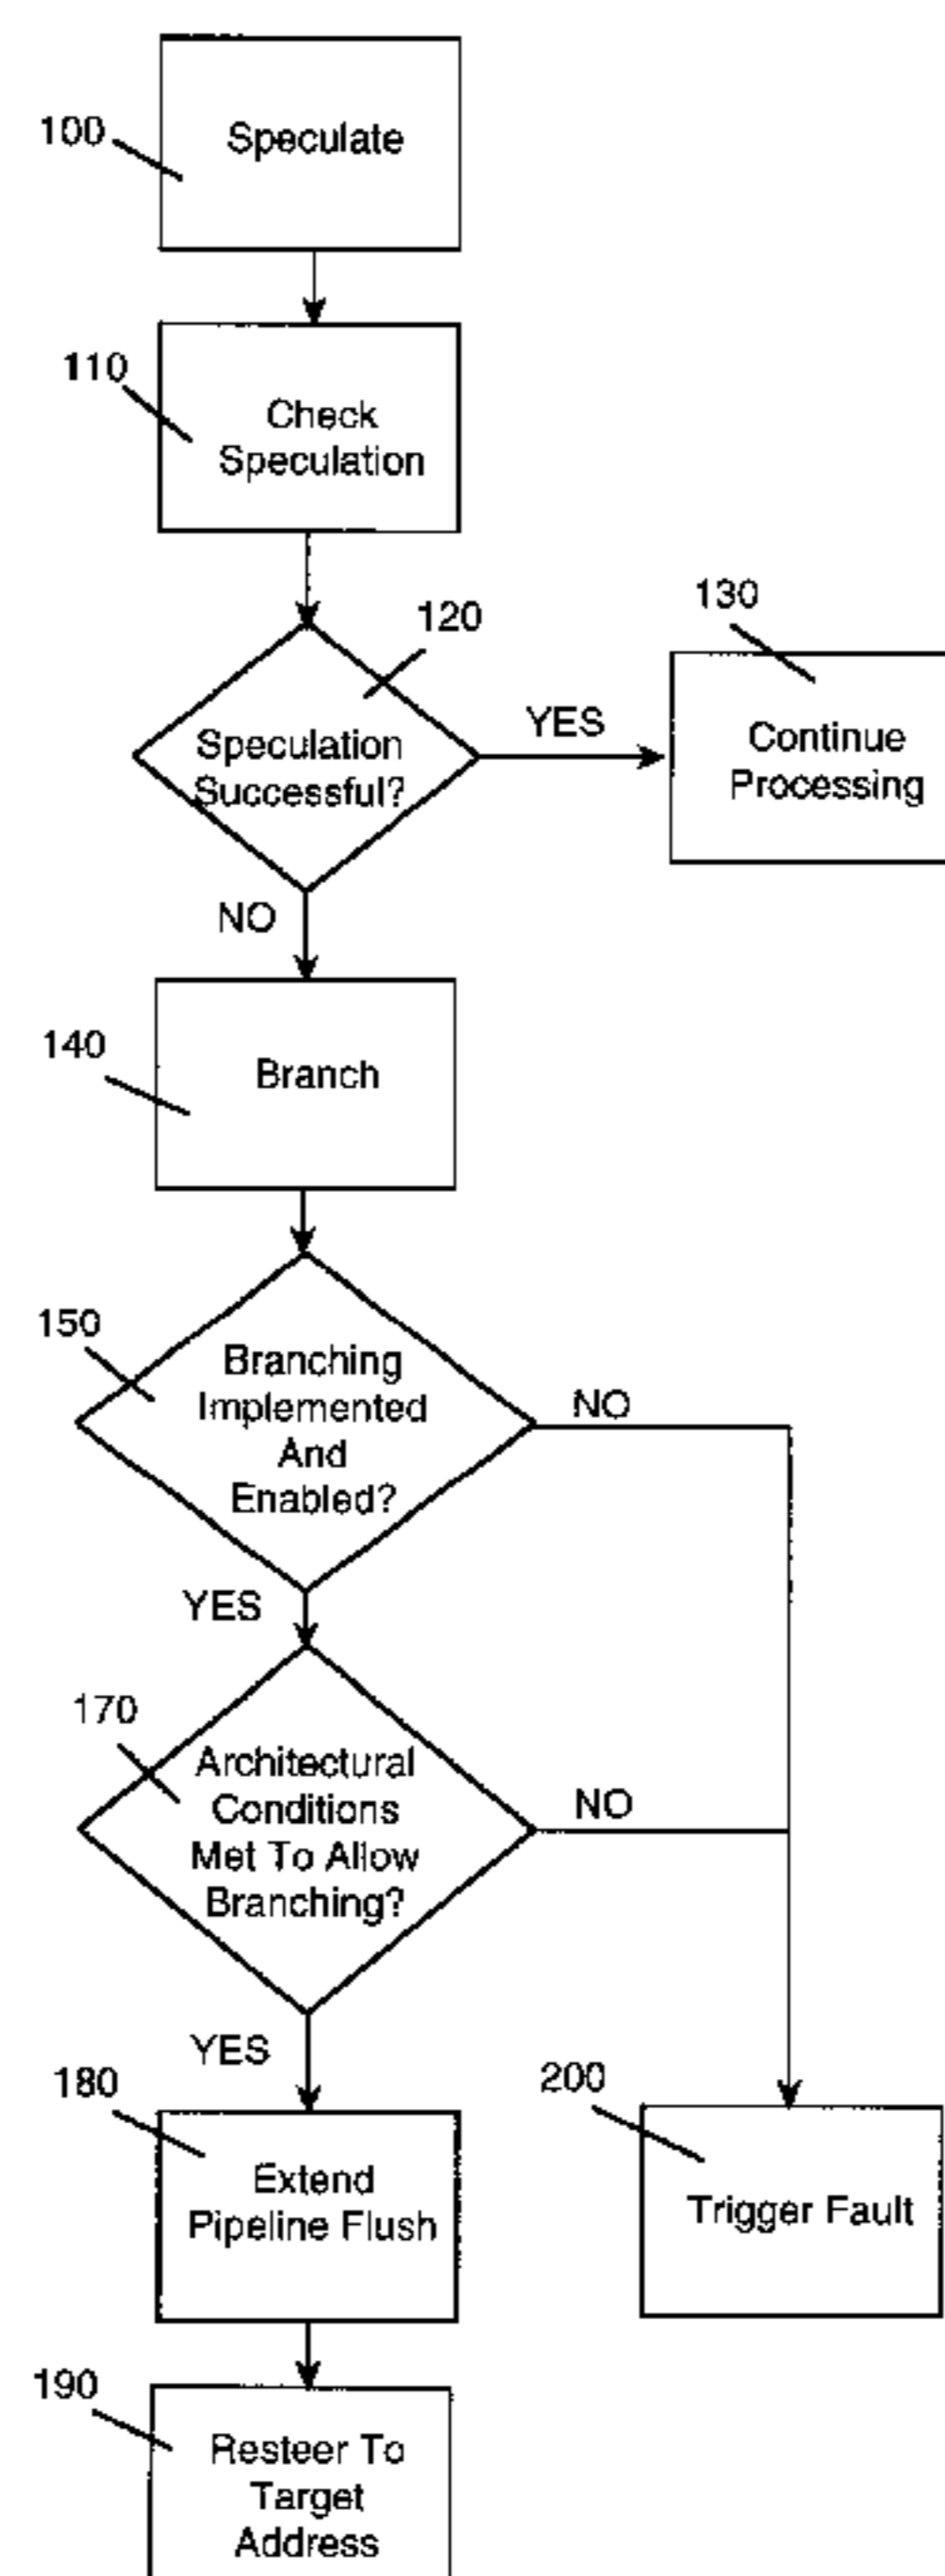 100
Speculate
110
Check
Speculation
120
Speculation
Successful?
YES
130
Continue
Processing
NO
140
Branch
150
Branching
Implemented
And
Enabled?
NO
YES
170
Architectural
Conditions
Met To Allow
Branching?
NO
YES
180
Extend
Pipeline Flush
200
Trigger Fault
190
Resteer To
Target
Address